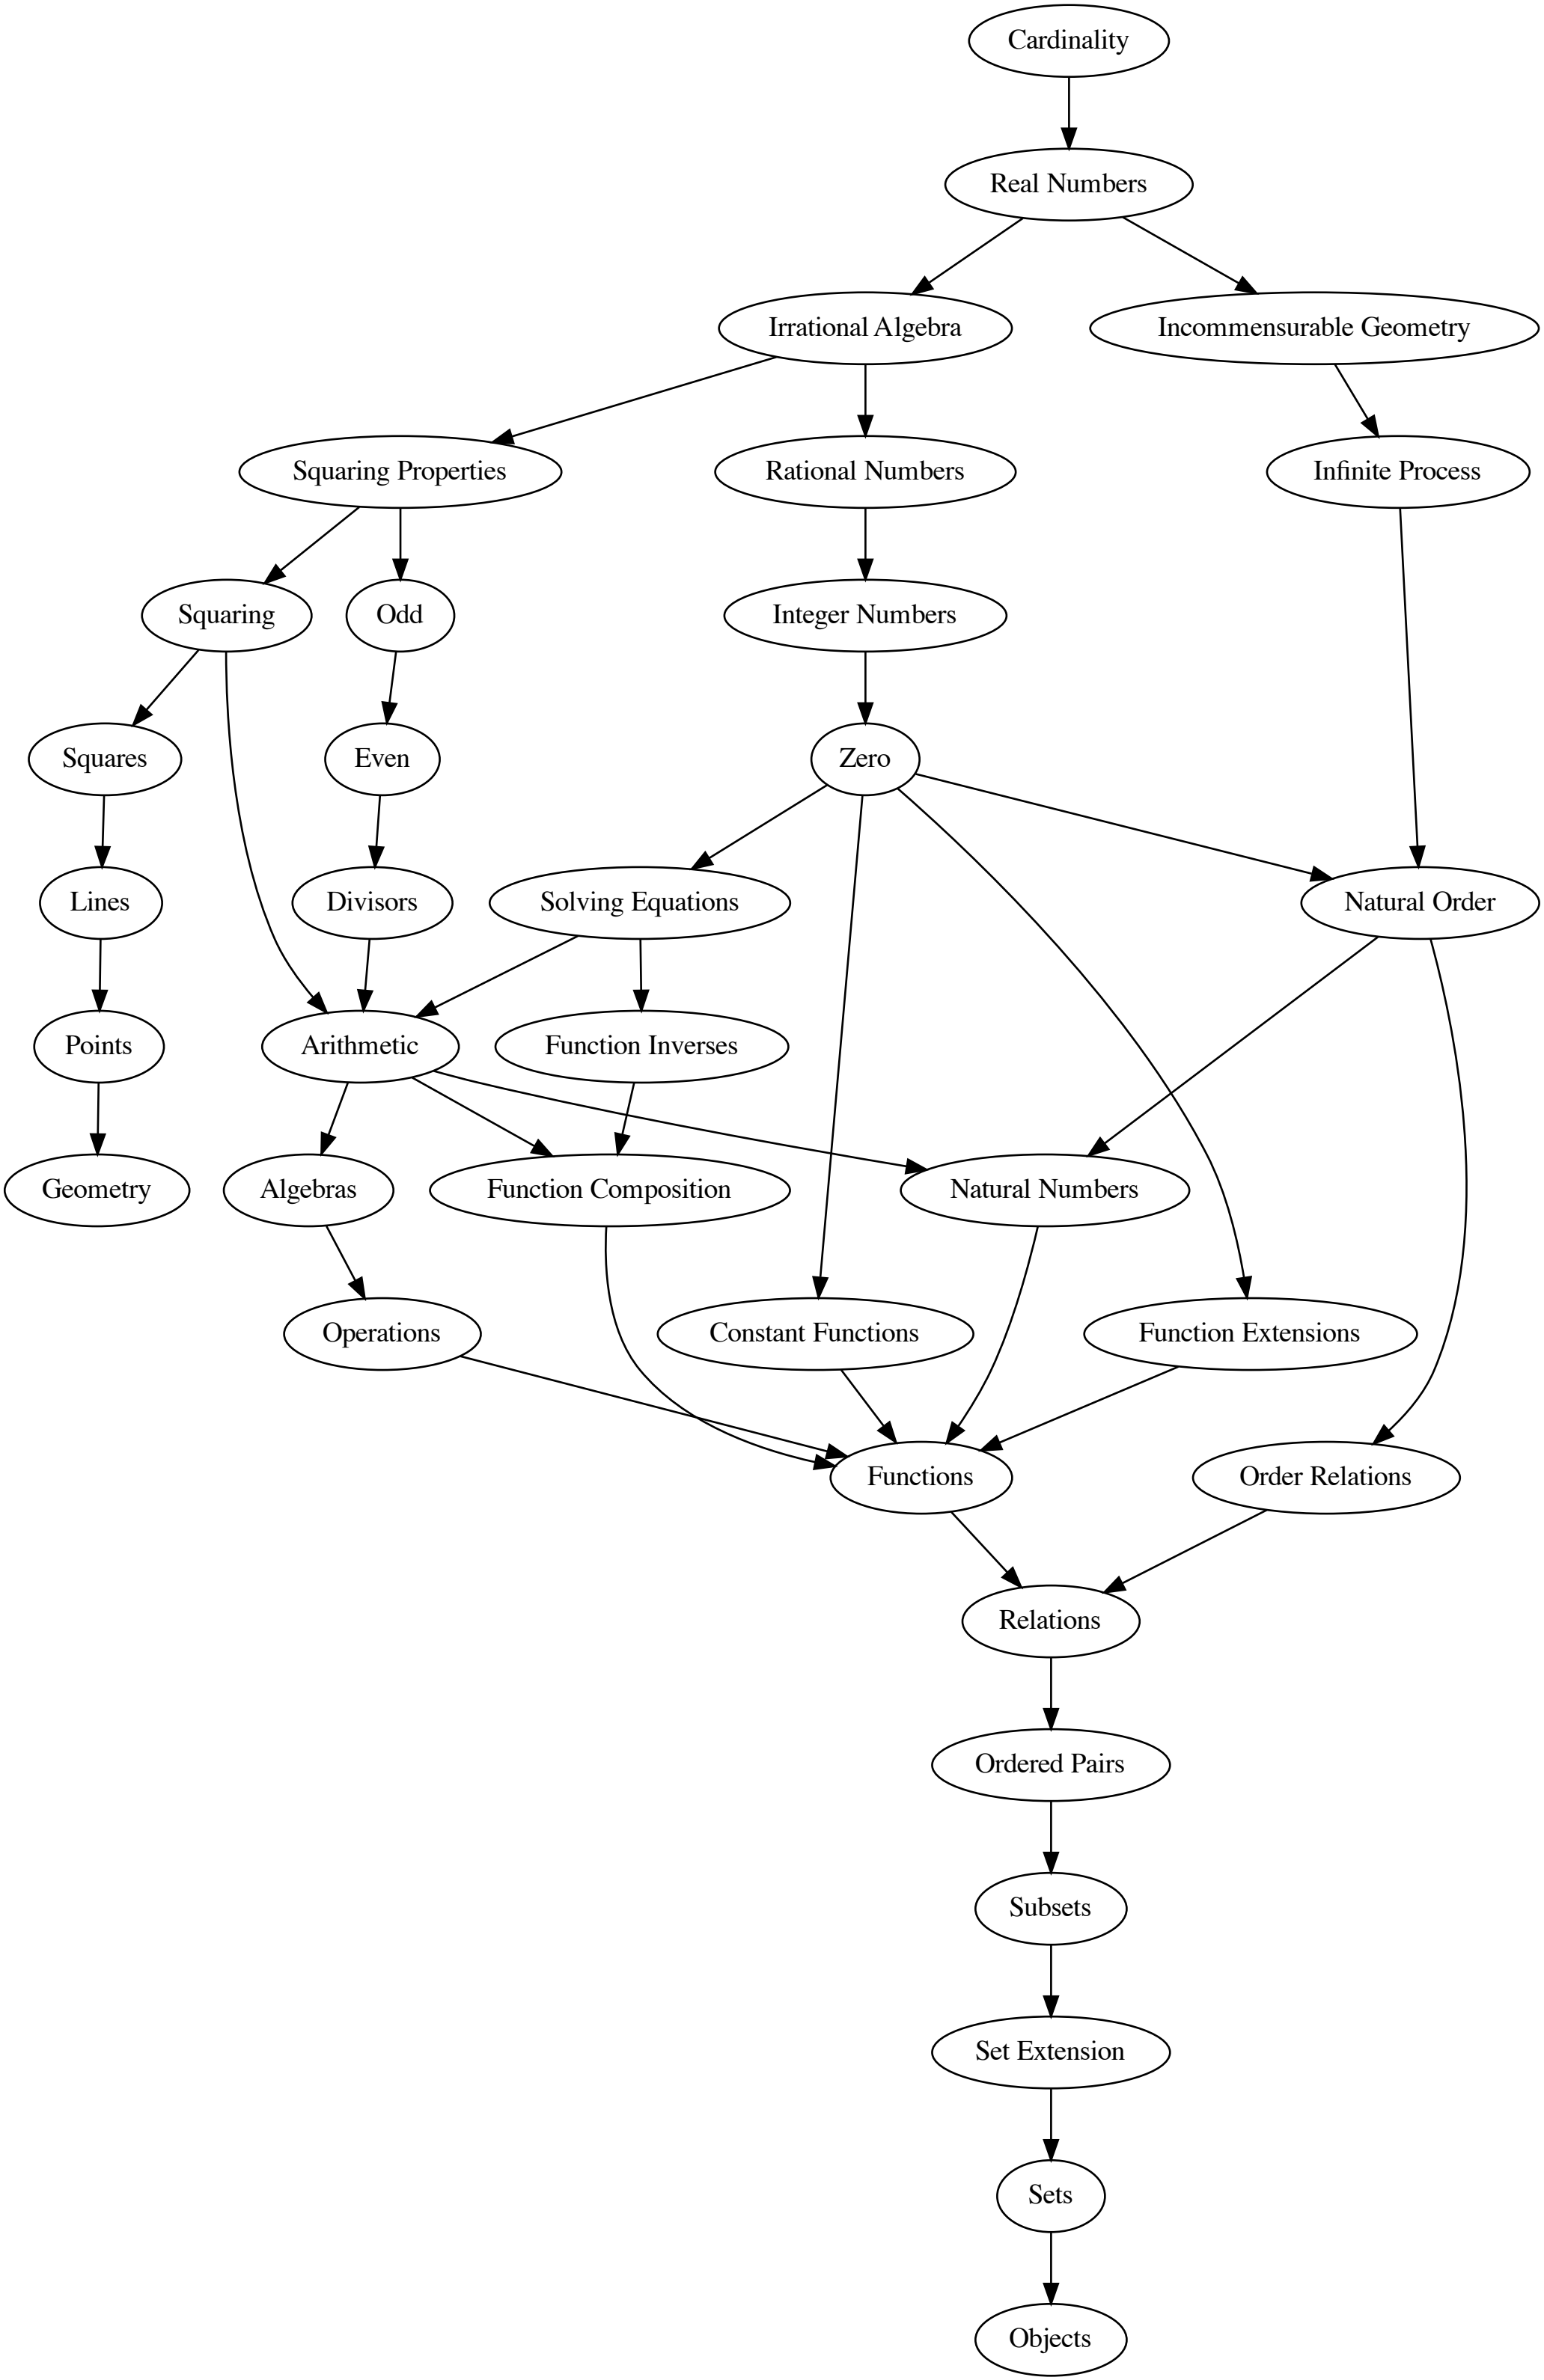 Cardinality
Real Numbers
Irrational Algebra
Incommensurable Geometry
Squaring Properties
Rational Numbers
Infinite Process
Squaring
Odd
Integer Numbers
Squares
Even
Zero
Lines
Divisors
Solving Equations
Natural Order
Points
Arithmetic
Function Inverses
Geometry
Algebras
Function Composition
Natural Numbers
Operations
Constant Functions
Function Extensions
Functions
Order Relations
Relations
Ordered Pairs
Subsets
Set Extension
Sets
Objects